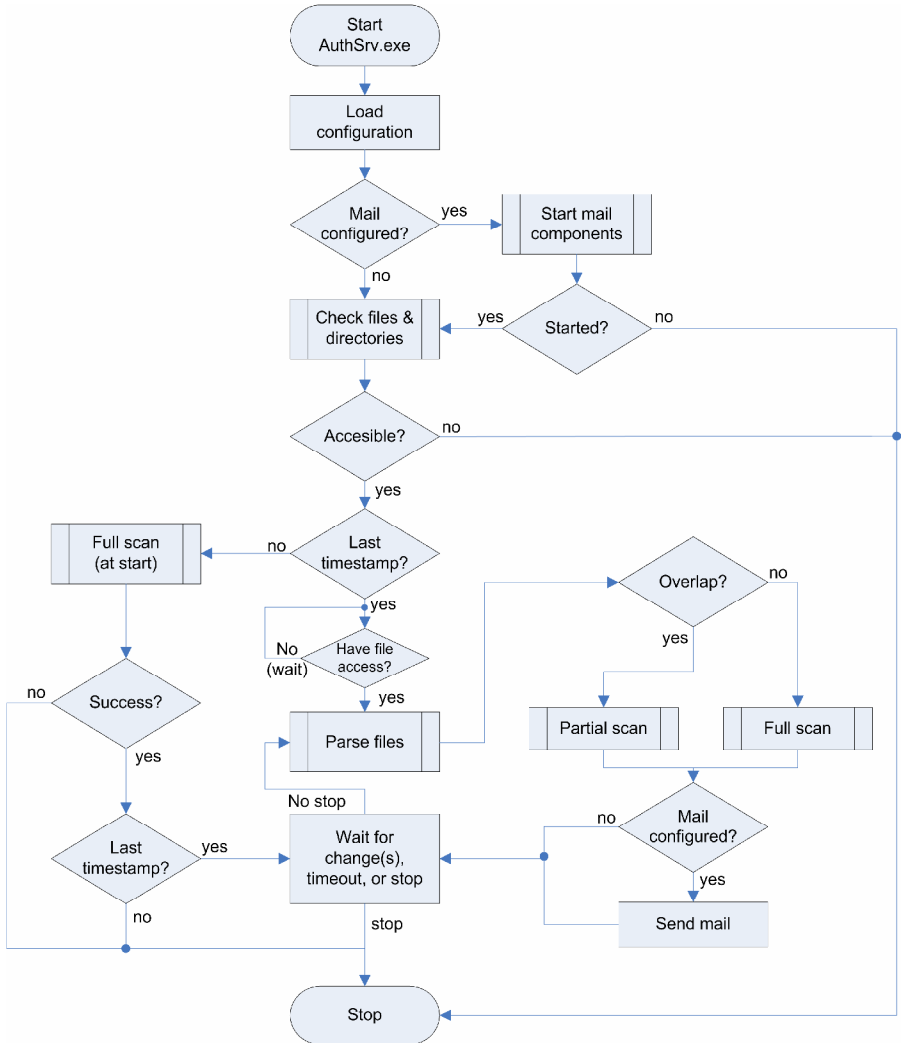 Start
AuthSrv.exe
Load
configuration
Mail
configured?
yes
Start mail
components
no
Check files &
directories
yes
Started?
no
Accesible?
no
yes
Full scan
(at start)
no
Last
timestamp?
Overlap?
no
yes
No
(wait)
Have file
access?
yes
yes
no
Success?
Parse files
Partial scan
Full scan
yes
No stop
Last
timestamp?
yes
Wait for
change(s),
timeout, or stop
no
Mail
configured?
yes
no
stop
Send mail
Stop